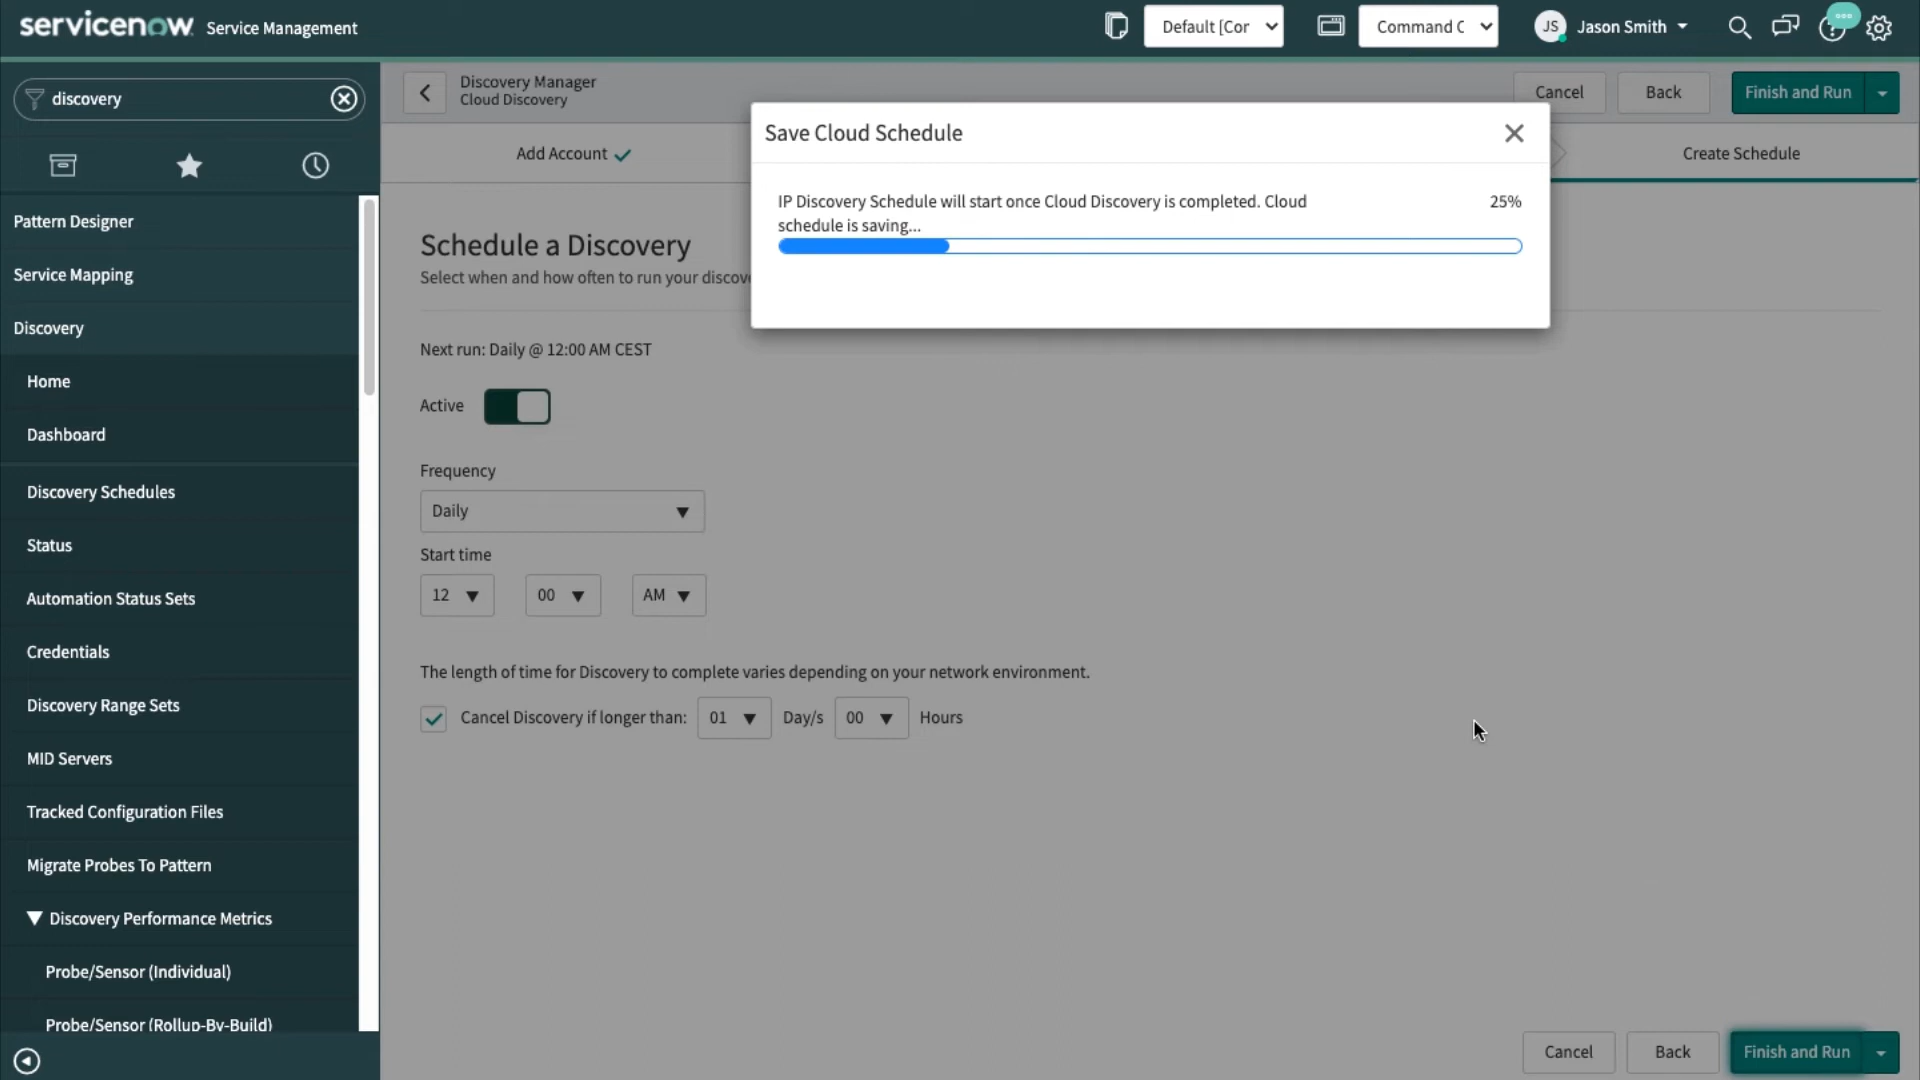 servicenow Service Management
Default [Cor
Command C
JS
Jason Smith
discovery
Pattern Designer
Service Mapping
Discovery
Home
Dashboard
Discovery Schedules
Status
Automation Status Sets
Credentials
Discovery Range Sets
MID Servers
Tracked Configuration Files
Migrate Probes To Pattern
Discovery Performance Metrics
Probe/Sensor (Individual)
Probe/Sensor (Rollup-By-Build)
Discovery Manager
Cloud Discovery
Cancel
Back
Finish and Run
Add Account
Create Schedule
Save Cloud Schedule
IP Discovery Schedule will start once Cloud Discovery is completed. Cloud
schedule is saving...
25%
Schedule a Discovery
Select when and how often to run your discove
Next run: Daily @ 12:00 AM CEST
Active
Frequency
Daily
Start time
12 00 AM
The length of time for Discovery to complete varies depending on your network environment.
Cancel Discovery if longer than: 01 Day/s 00 Hours
Cancel
Back
Finish and Run